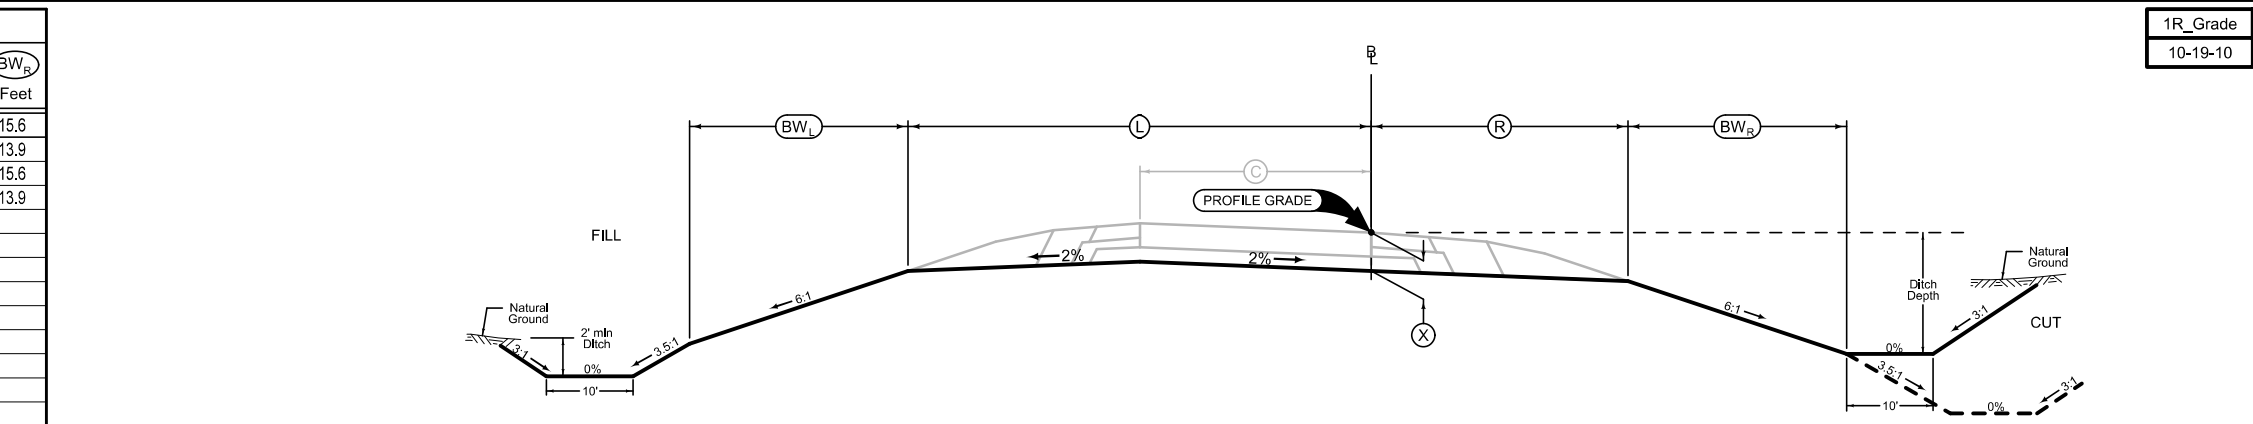 1R_Grade
10-19-10
BW_R
Feet
15.6
13.9
15.6
13.9
B
L
BW_L
L
R
BW_R
C
PROFILE GRADE
FILL
2%
2%
Natural
Ground
Ditch
Depth
6:1
6:1
Natural
Ground
2' min
Ditch
3:1
3.5:1
0%
10'
X
3:1
CUT
0%
3.5:1
10'
0%
3:1